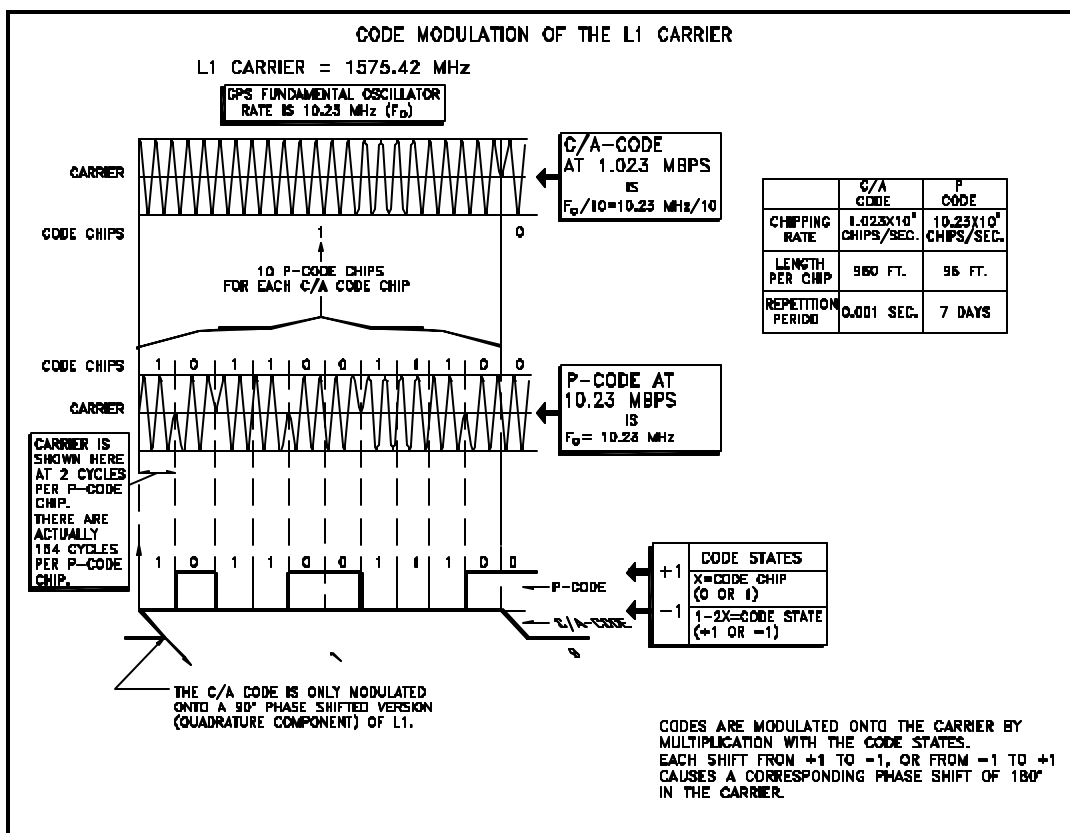 CODE MODULATION OF THE L1 CARRIER
L1 CARRIER = 1575.42 MHz
GPS FUNDAMENTAL OSCILLATOR
RATE IS 10.23 MHz (F₀)
CARRIER
C/A-CODE
AT 1.023 MBPS
IS
F₀/10=10.23 MHz/10
CODE CHIPS
1 0
10 P-CODE CHIPS
FOR EACH C/A CODE CHIP
C/A
CODE
P
CODE
CHIPPING
RATE
1.023X10
CHIPS/SEC.
10.23X10
CHIPS/SEC.
LENGTH
PER CHIP
960 FT.
96 FT.
REPETITION
PERIOD
0.001 SEC.
7 DAYS
CODE CHIPS
1 0 1 1 0 0 1 1 1 0 0
CARRIER
P-CODE AT
10.23 MBPS
IS
F₀= 10.23 MHz
CARRIER IS
SHOWN HERE
AT 2 CYCLES
PER P-CODE
CHIP.
THERE ARE
ACTUALLY
154 CYCLES
PER P-CODE
CHIP.
1 0 1 1 0 0 1 1 1 0 0
P-CODE
C/A-CODE
+1
-1
CODE STATES
X=CODE CHIP
(0 OR 1)
1-2X=CODE STATE
(+1 OR -1)
THE C/A CODE IS ONLY MODULATED
ONTO A 90° PHASE SHIFTED VERSION
(QUADRATURE COMPONENT) OF L1.
CODES ARE MODULATED ONTO THE CARRIER BY
MULTIPLICATION WITH THE CODE STATES.
EACH SHIFT FROM +1 TO -1, OR FROM -1 TO +1
CAUSES A CORRESPONDING PHASE SHIFT OF 180°
IN THE CARRIER.